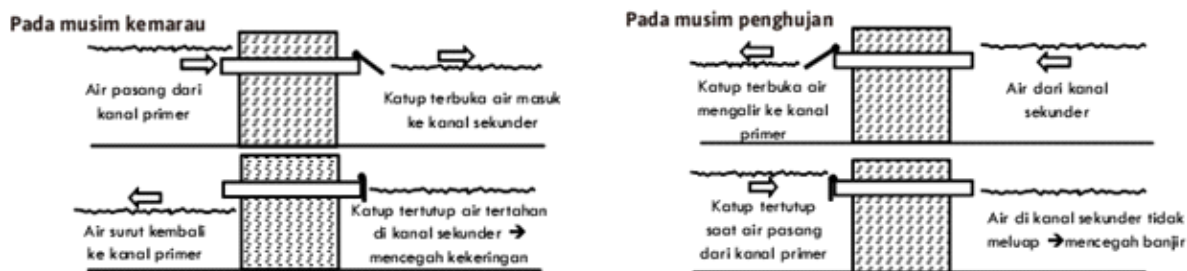 Pada musim kemarau
Air pasang dari
kanal primer
Katup terbuka air masuk
ke kanal sekunder
Air surut kembali
ke kanal primer
Katup tertutup air tertahan
di kanal sekunder →
mencegah kekeringan
Pada musim penghujan
Katup terbuka air
mengalir ke kanal
primer
Air dari kanal
sekunder
Katup tertutup
saat air pasang
dari kanal primer
Air di kanal sekunder tidak
meluap →mencegah banjir